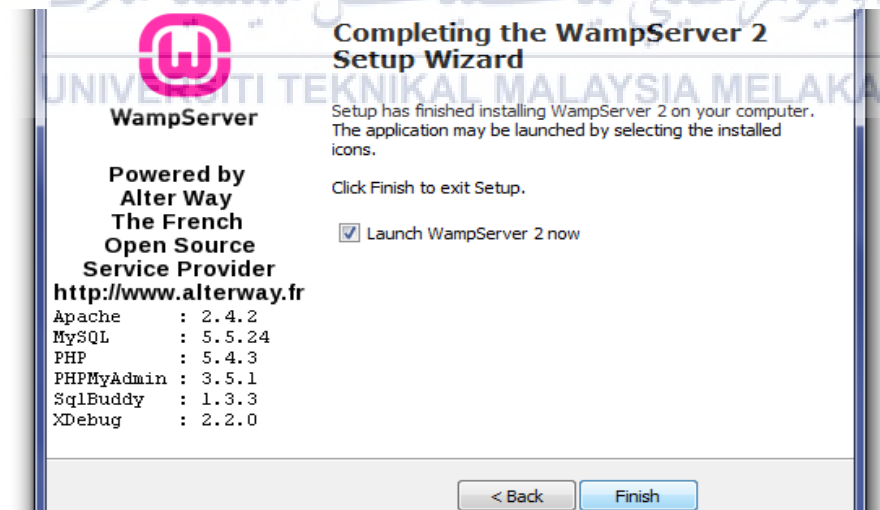 Completing the WampServer 2
Setup Wizard
UNIVERSITI TEKNIKAL MALAYSIA MELAKA
WampServer
Setup has finished installing WampServer 2 on your computer.
The application may be launched by selecting the installed
icons.
Click Finish to exit Setup.
Launch WampServer 2 now
Powered by
Alter Way
The French
Open Source
Service Provider
http://www.alterway.fr
Apache : 2.4.2
MySQL : 5.5.24
PHP : 5.4.3
PHPMyAdmin : 3.5.1
SqlBuddy : 1.3.3
XDebug : 2.2.0
< Back
Finish